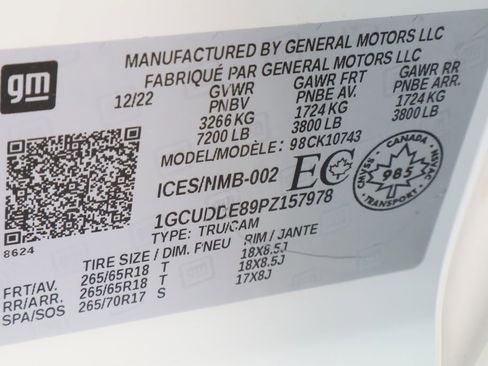 gm
MANUFACTURED BY GENERAL MOTORS LLC
FABRIQUÉ PAR GENERAL MOTORS LLC
12/22 GVWR GAWR FRT GAWR RR
PNBV PNBE AV. PNBE ARR.
3266 KG 1724 KG 1724 KG
7200 LB 3800 LB 3800 LB
MODEL/MODÈLE: 98CK10743
ICES/NMB-002 EC
CANADA
985
CMVSS NSVAC
1GCUDDE89PZ157978
TYPE: TRU/CAM
8624
TIRE SIZE / DIM. PNEU RIM / JANTE
FRT/AV. 265/65R18 T 18X8.5J
RR/ARR. 265/65R18 T 18X8.5J
SPA/SOS 265/70R17 S 17X8J